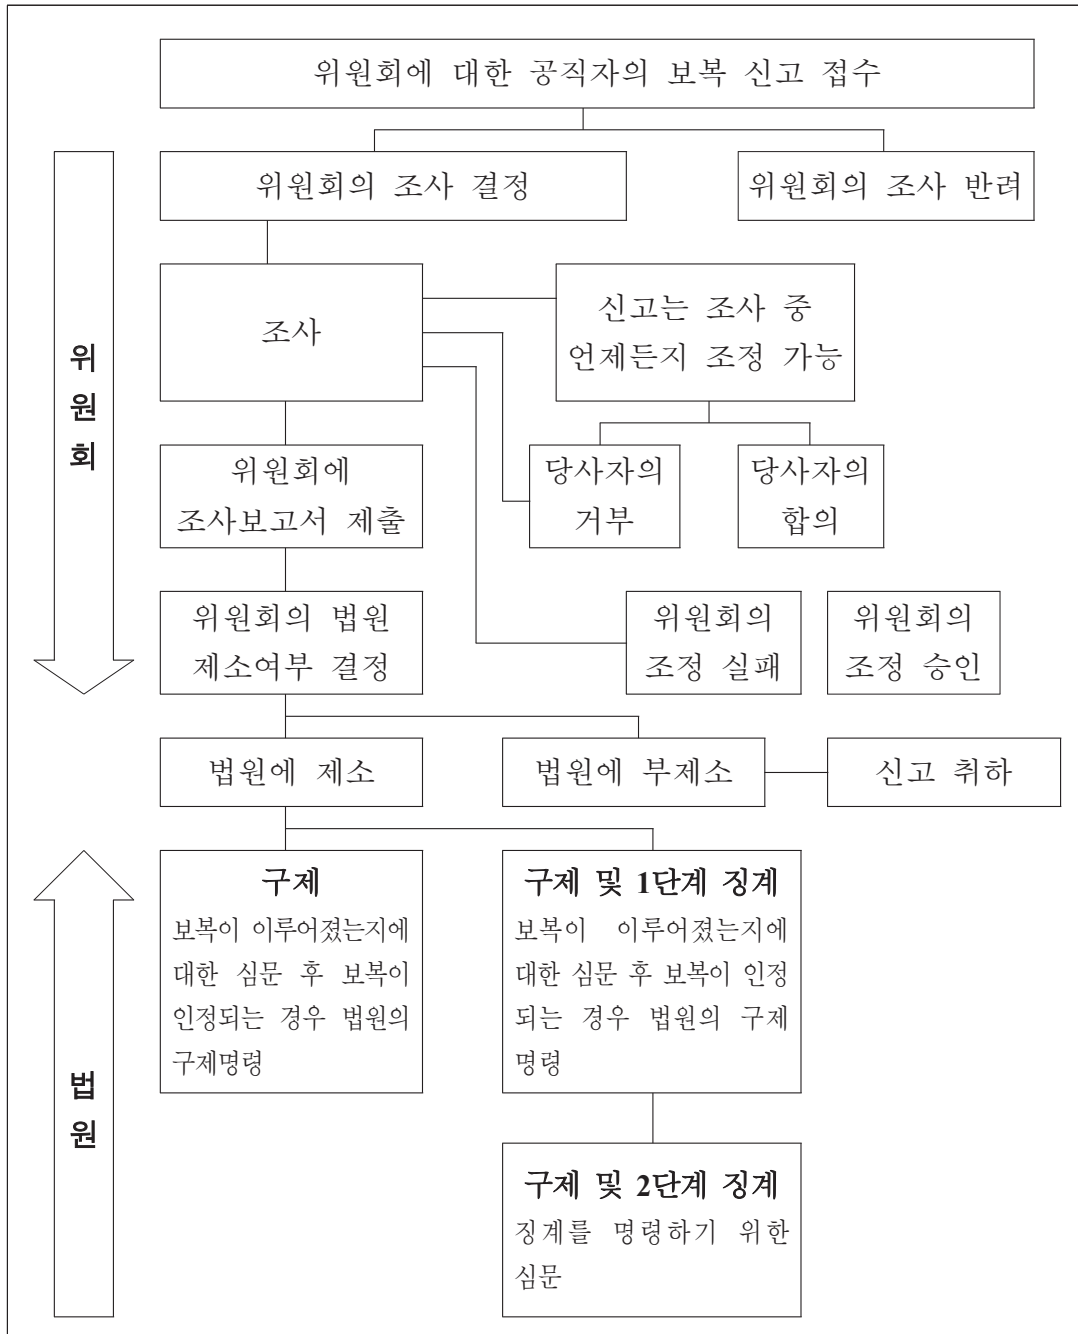 위원회에 대한 공직자의 보복 신고 접수
위원회의 조사 결정
위원회의 조사 반려
위
원
회
조사
신고는 조사 중
언제든지 조정 가능
위원회에
조사보고서 제출
당사자의
거부
당사자의
합의
위원회의 법원
제소여부 결정
위원회의
조정 실패
위원회의
조정 승인
법원에 제소
법원에 부제소
신고 취하
법
원
구제
보복이 이루어졌는지에
대한 심문 후 보복이
인정되는 경우 법원의
구제명령
구제 및 1단계 징계
보복이 이루어졌는지에
대한 심문 후 보복이 인정
되는 경우 법원의 구제
명령
구제 및 2단계 징계
징계를 명령하기 위한
심문